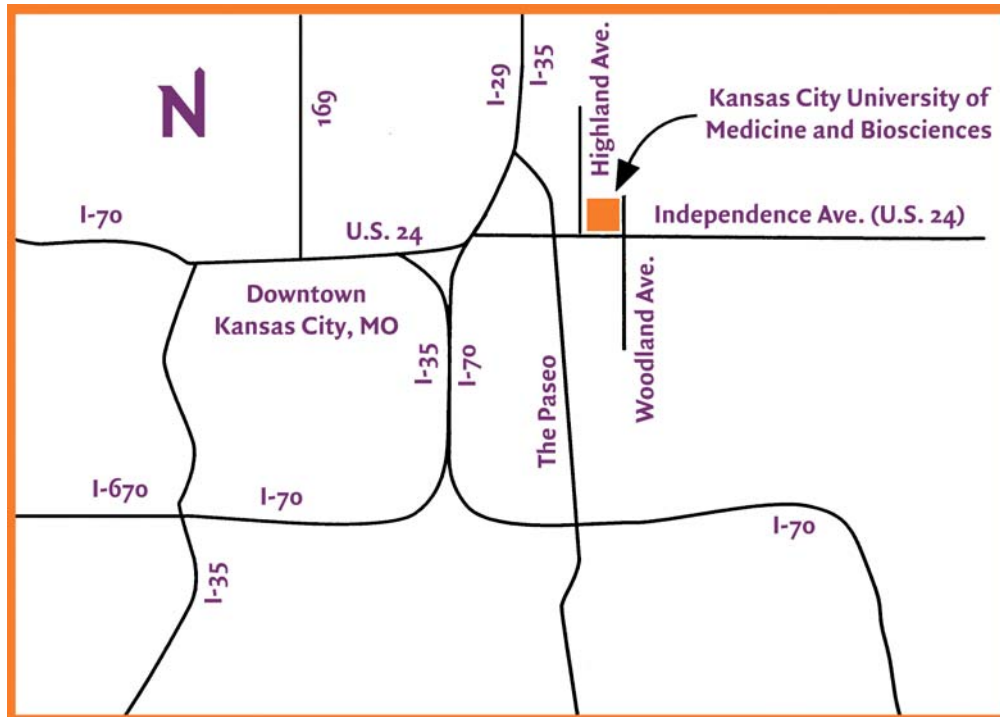 N
169
I-29
I-35
Highland Ave.
Kansas City University of
Medicine and Biosciences
I-70
U.S. 24
Independence Ave. (U.S. 24)
Downtown
Kansas City, MO
I-35
I-70
The Paseo
Woodland Ave.
I-670
I-70
I-70
I-35